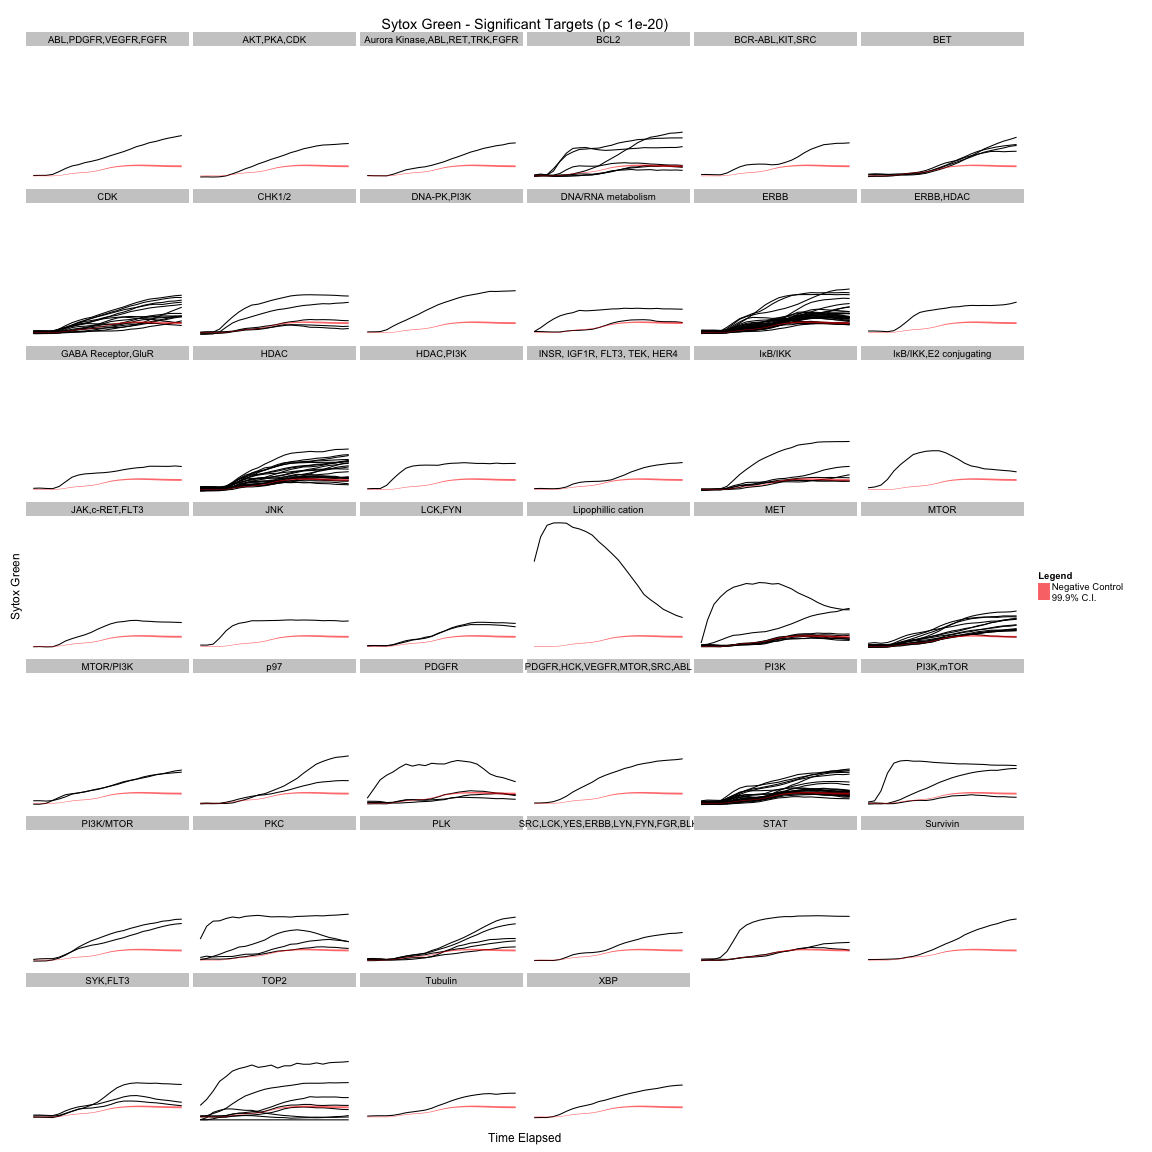 Sytox Green - Significant Targets (p < 1e-20)
ABL,PDGFR,VEGFR,FGFR
AKT,PKA,CDK
Aurora Kinase,ABL,RET,TRK,FGFR
BCL2
BCR-ABL,KIT,SRC
BET
CDK
CHK1/2
DNA-PK,PI3K
DNA/RNA metabolism
ERBB
ERBB,HDAC
GABA Receptor,GluR
HDAC
HDAC,PI3K
INSR, IGF1R, FLT3, TEK, HER4
IκB/IKK
IκB/IKK,E2 conjugating
JAK,c-RET,FLT3
JNK
LCK,FYN
Lipophillic cation
MET
MTOR
MTOR/PI3K
p97
PDGFR
PDGFR,HCK,VEGFR,MTOR,SRC,ABL
PI3K
PI3K,mTOR
PI3K/MTOR
PKC
PLK
SRC,LCK,YES,ERBB,LYN,FYN,FGR,BLK
STAT
Survivin
SYK,FLT3
TOP2
Tubulin
XBP
Sytox Green
Time Elapsed
Legend
Negative Control
99.9% C.I.